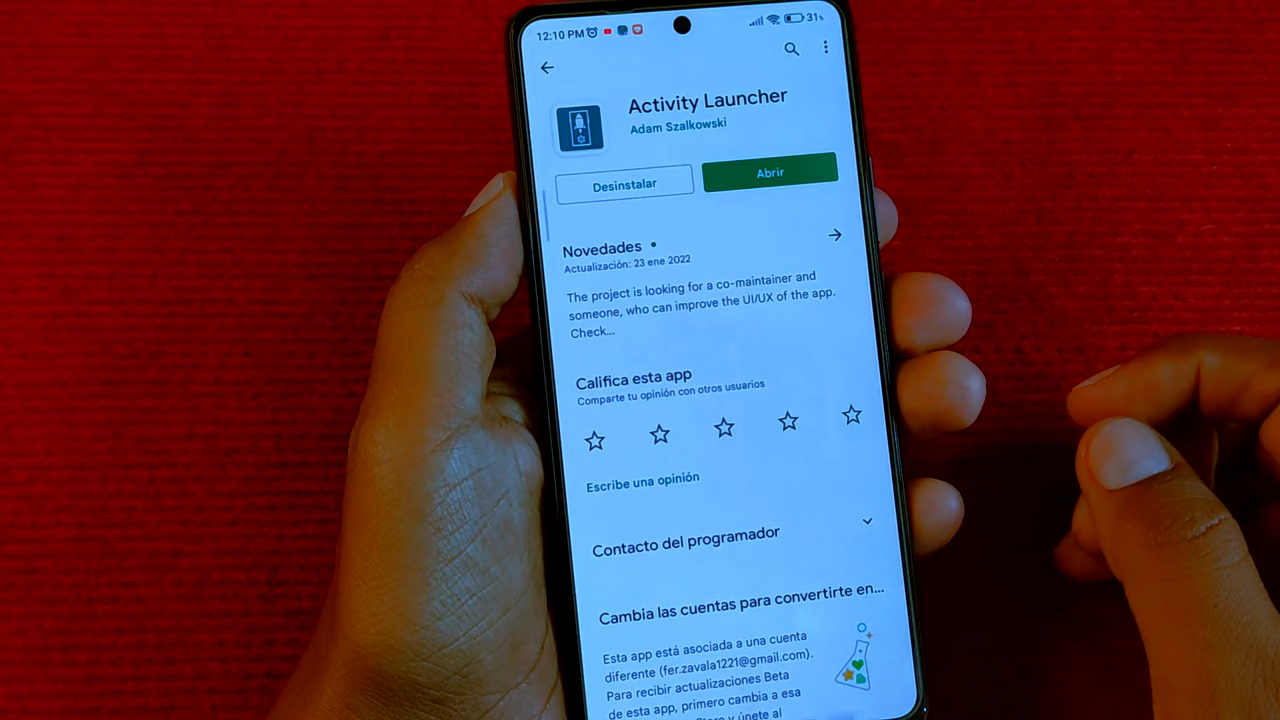 12:10 PM
31%
Activity Launcher
Adam Szalkowski
Desinstalar
Abrir
Novedades •
Actualización: 23 ene 2022
The project is looking for a co-maintainer and
someone, who can improve the UI/UX of the app.
Check...
Califica esta app
Comparte tu opinión con otros usuarios
Escribe una opinión
Contacto del programador
Cambia las cuentas para convertirte en...
Esta app está asociada a una cuenta
diferente (fer.zavala1221@gmail.com).
Para recibir actualizaciones Beta
de esta app, primero cambia a esa
y únete al